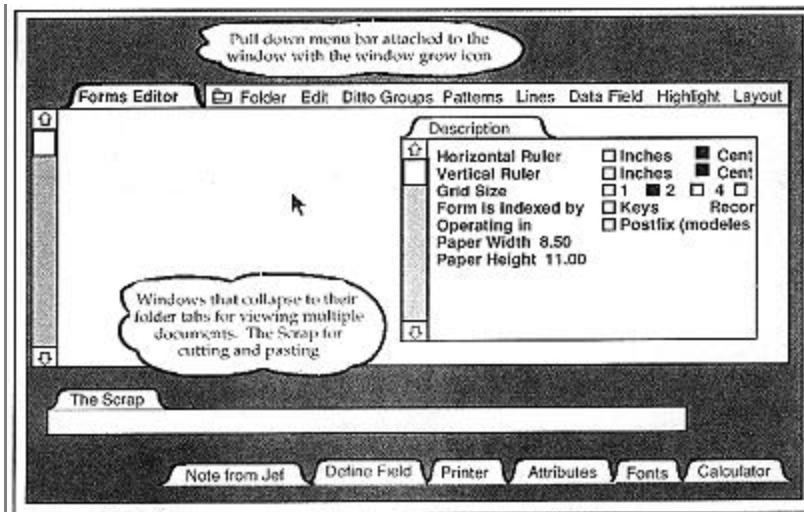 Pull down menu bar attached to the
window with the window grow icon
Forms Editor
Folder Edit Ditto Groups Patterns Lines Data Field Highlight Layout
Description
Horizontal Ruler Inches Cent
Vertical Ruler Inches Cent
Grid Size 1 2 4
Form is indexed by Keys Recor
Operating in Postfix (modeles
Paper Width 8.50
Paper Height 11.00
Windows that collapse to their
folder tabs for viewing multiple
documents. The Scrap for
cutting and pasting
The Scrap
Note from Jef Define Field Printer Attributes Fonts Calculator